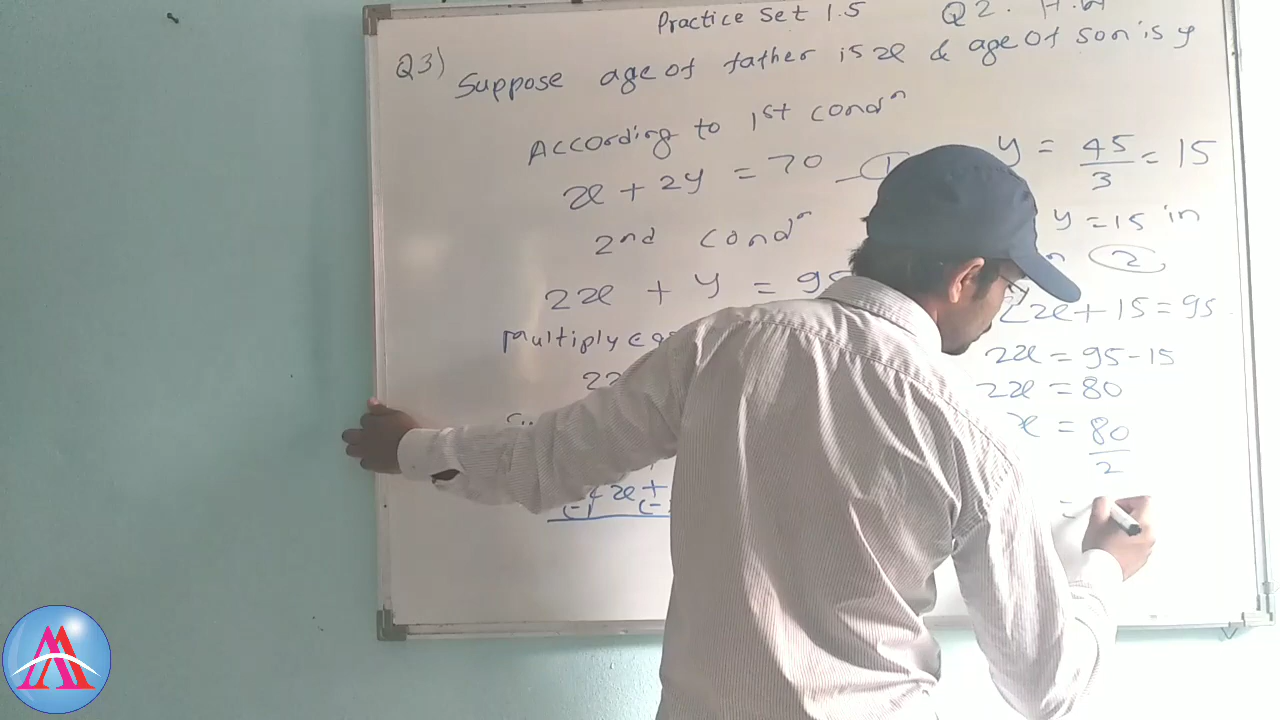 Practice Set 1.5 Q2. H.W
Q3) Suppose age of father is x & age of son is y
According to 1st condⁿ
x + 2y = 70 — 1
2nd condⁿ
2x + y = 95
Multiply
2x
x +
(-) (-
y = 45/3 = 15
y = 15 in
2
2x + 15 = 95
2x = 95 - 15
2x = 80
x = 80/2
=